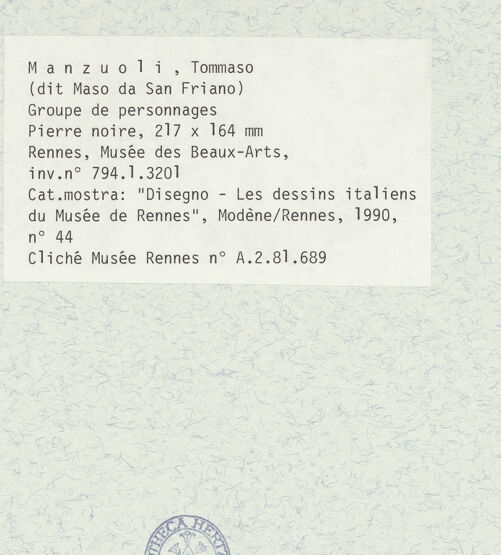 M a n z u o l i , Tommaso
(dit Maso da San Friano)
Groupe de personnages
Pierre noire, 217 x 164 mm
Rennes, Musée des Beaux-Arts,
inv.n° 794.1.3201
Cat.mostra: "Disegno - Les dessins italiens
du Musée de Rennes", Modène/Rennes, 1990,
n° 44
Cliché Musée Rennes n° A.2.81.689